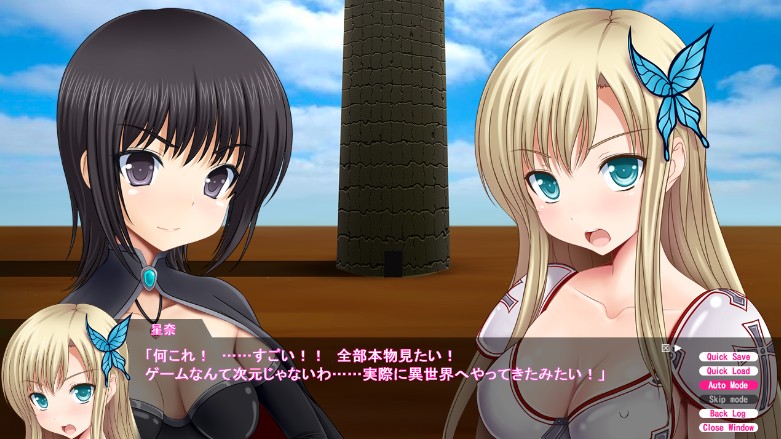 星奈
「何これ！ ……すごい！！ 全部本物見たい！
ゲームなんて次元じゃないわ……実際に異世界へやってきたみたい！」
Quick Save
Quick Load
Auto Mode
Skip mode
Back Log
Close Window